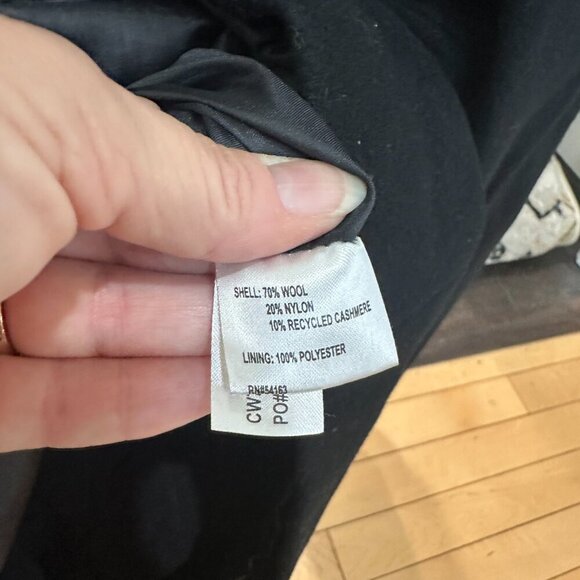 SHELL: 70% WOOL
20% NYLON
10% RECYCLED CASHMERE
LINING: 100% POLYESTER
RN#54163
CW
PO#